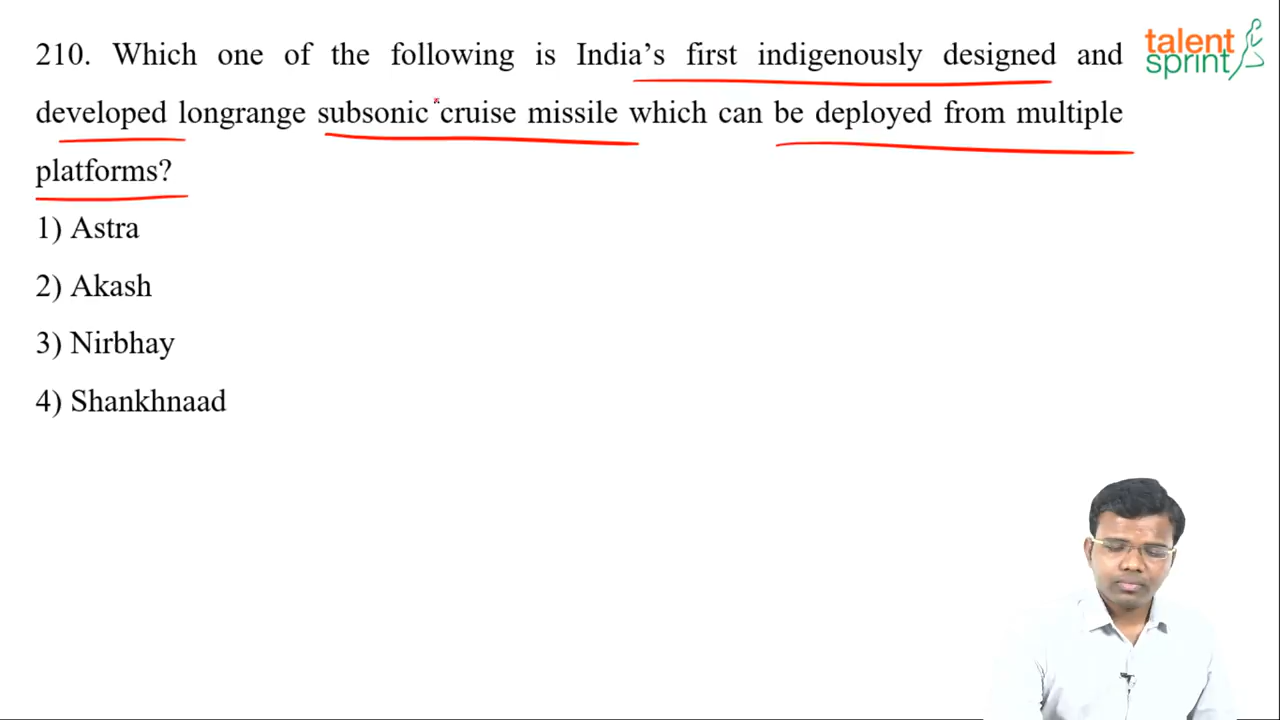 210. Which one of the following is India's first indigenously designed and
developed longrange subsonic cruise missile which can be deployed from multiple
platforms?
1) Astra
2) Akash
3) Nirbhay
4) Shankhnaad
talent
sprint